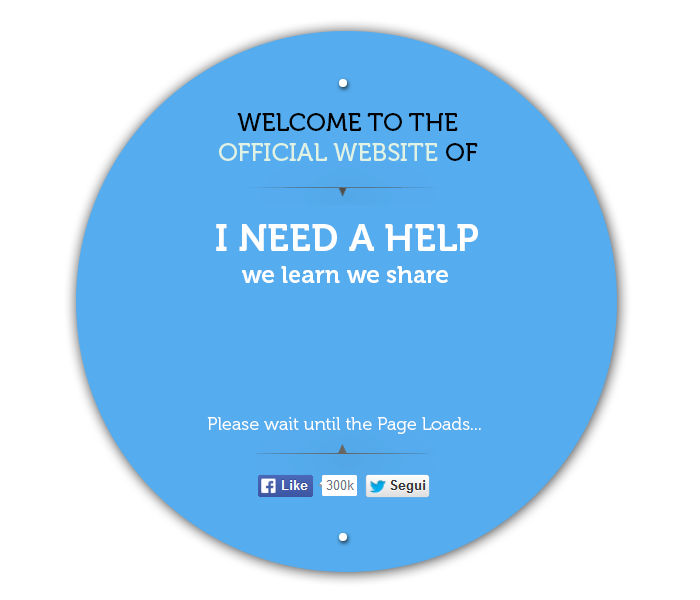 WELCOME TO THE
OFFICIAL WEBSITE OF
I NEED A HELP
we learn we share
Please wait until the Page Loads...
Like 300k Segui